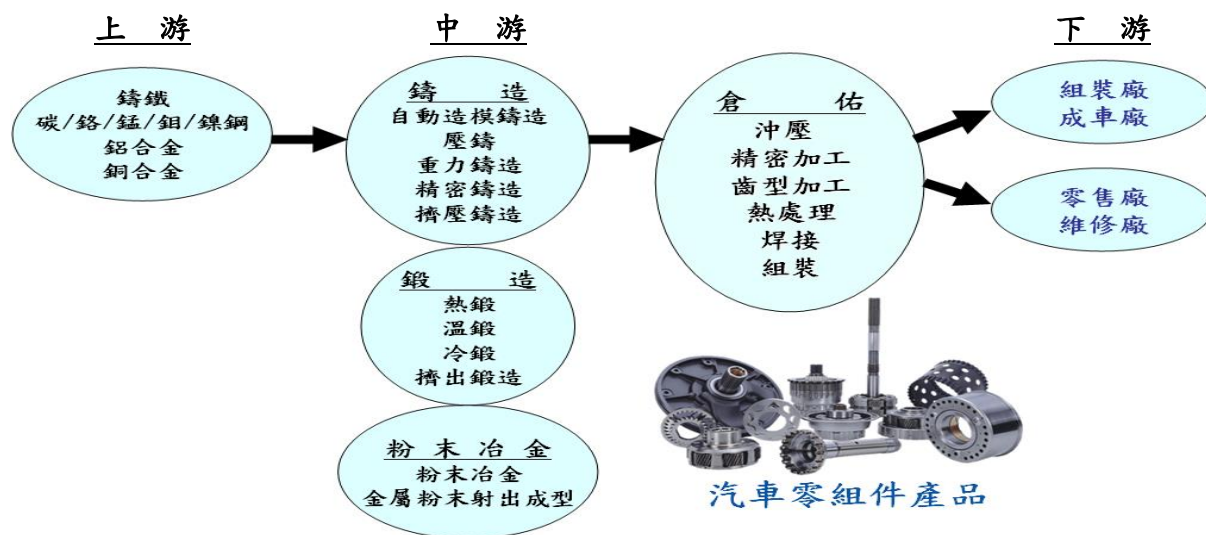 上 游
中 游
下 游
鑄鐵
碳/鉻/錳/鉬/鎳鋼
鋁合金
銅合金
鑄 造
自動造模鑄造
壓鑄
重力鑄造
精密鑄造
擠壓鑄造
鍛 造
熱鍛
溫鍛
冷鍛
擠出鍛造
粉 末 冶 金
粉末冶金
金屬粉末射出成型
倉 佑
沖壓
精密加工
齒型加工
熱處理
焊接
組裝
組裝廠
成車廠
零售廠
維修廠
汽車零組件產品